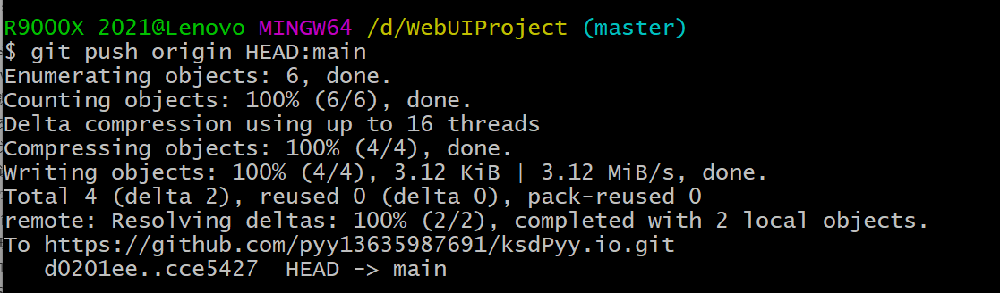 R9000X 2021@Lenovo MINGW64 /d/WebUIProject (master)
$ git push origin HEAD:main
Enumerating objects: 6, done.
Counting objects: 100% (6/6), done.
Delta compression using up to 16 threads
Compressing objects: 100% (4/4), done.
Writing objects: 100% (4/4), 3.12 KiB | 3.12 MiB/s, done.
Total 4 (delta 2), reused 0 (delta 0), pack-reused 0
remote: Resolving deltas: 100% (2/2), completed with 2 local objects.
To https://github.com/pyy13635987691/ksdPyy.io.git
   d0201ee..cce5427  HEAD -> main